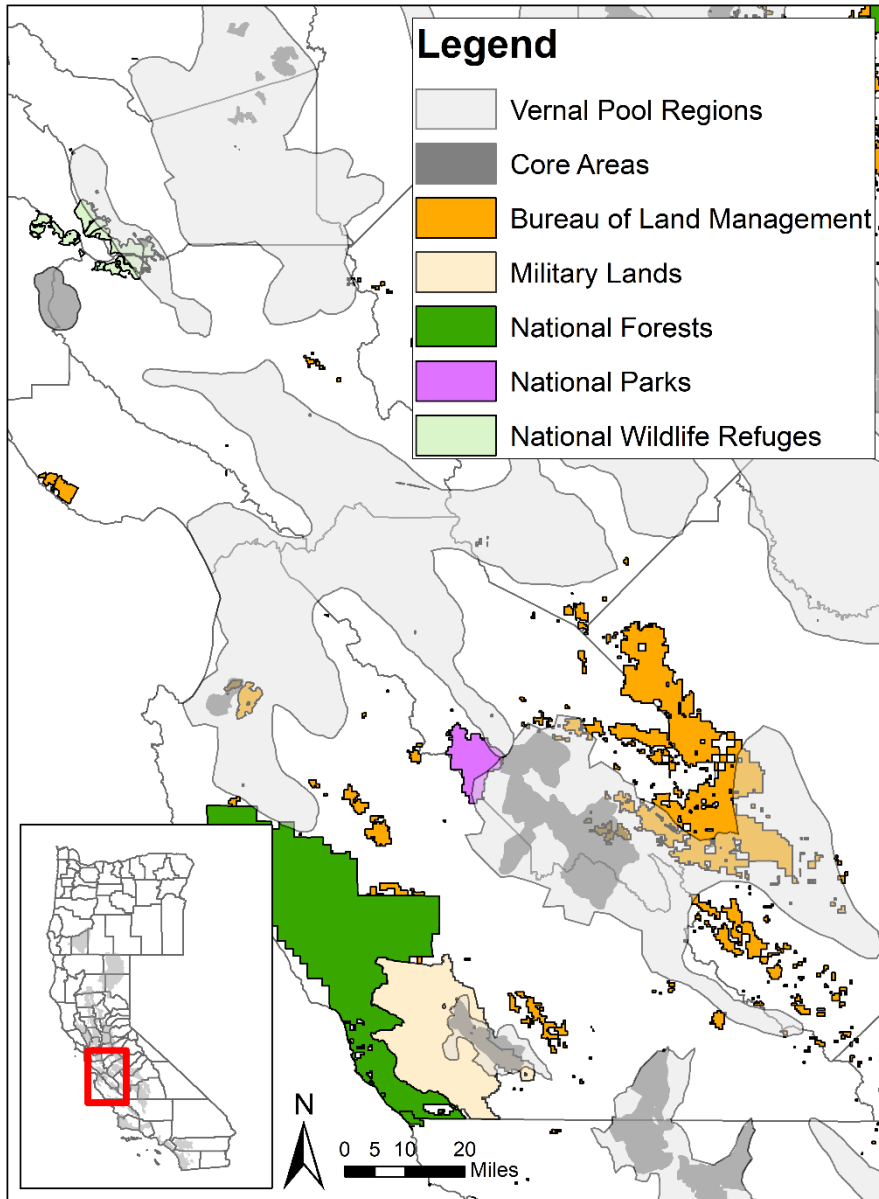 Legend
Vernal Pool Regions
Core Areas
Bureau of Land Management
Military Lands
National Forests
National Parks
National Wildlife Refuges
N
0 5 10 20
Miles